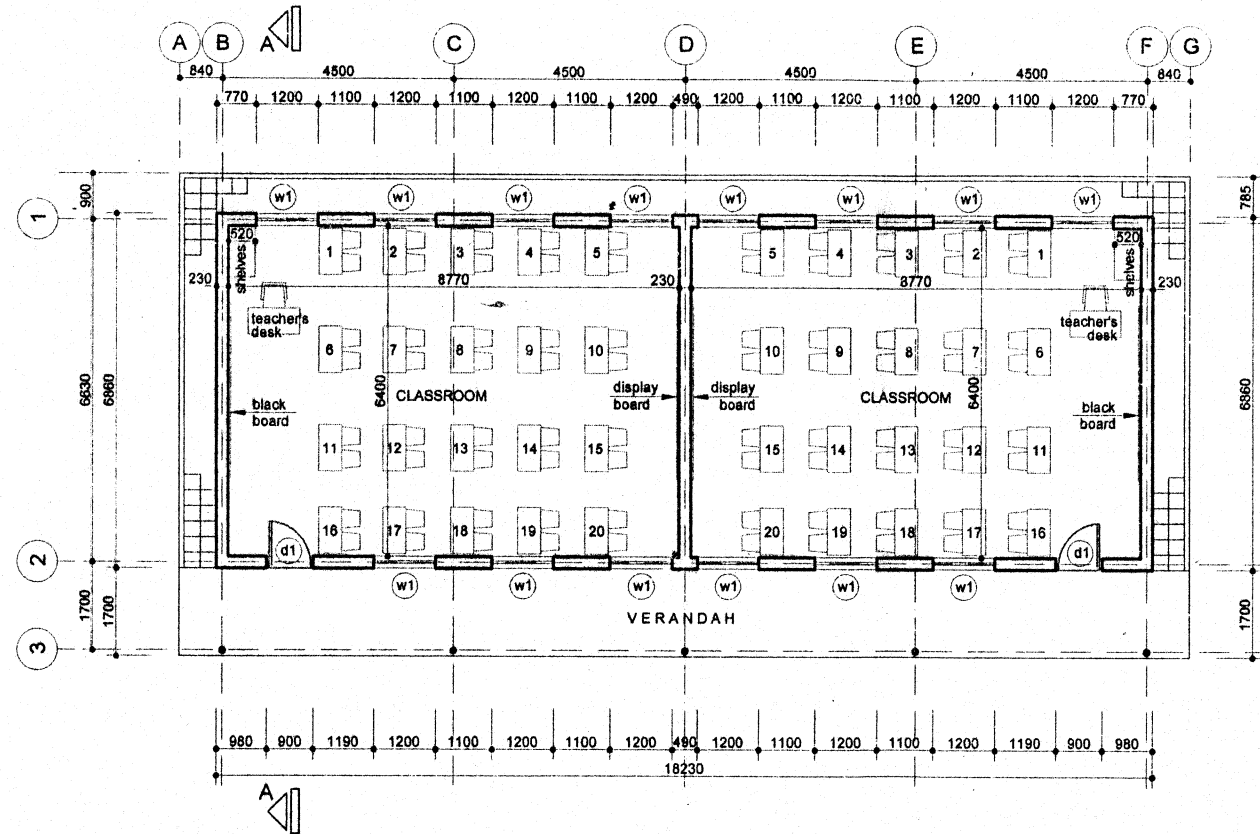 A
A B C D E F G
840 4500 4500 4500 4500 840
770 1200 1100 1200 1100 1200 1100 1200 490 1200 1100 1200 1100 1200 1100 1200 770
900 785
w1 w1 w1 w1 w1 w1 w1 w1
1
520 520
1 2 3 4 5 5 4 3 2 1
shelves shelves
230 8770 230 8770 230
teacher's
desk
teacher's
desk
6 7 8 9 10 10 9 8 7 6
6830 6860 6400 6400 6860
CLASSROOM CLASSROOM
display
board
display
board
black
board
black
board
11 12 13 14 15 15 14 13 12 11
16 17 18 19 20 20 19 18 17 16
d1 d1
2
w1 w1 w1 w1 w1 w1
1700 1700 1700
VERANDAH
3
980 900 1190 1200 1100 1200 1100 1200 490 1200 1100 1200 1100 1200 1190 900 980
18230
A